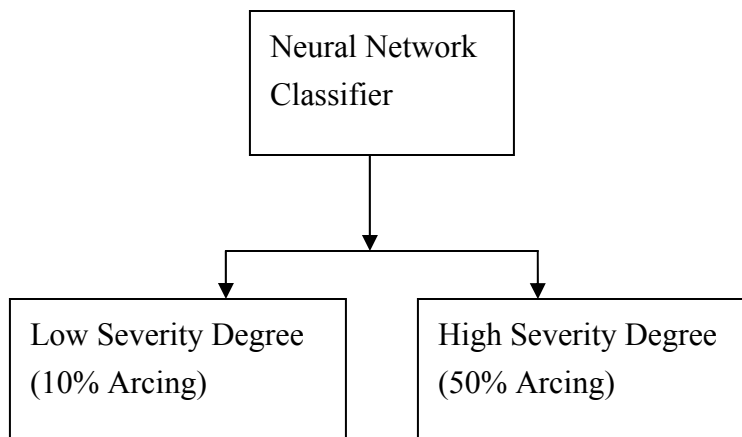 Neural Network
Classifier
Low Severity Degree
(10% Arcing)
High Severity Degree
(50% Arcing)